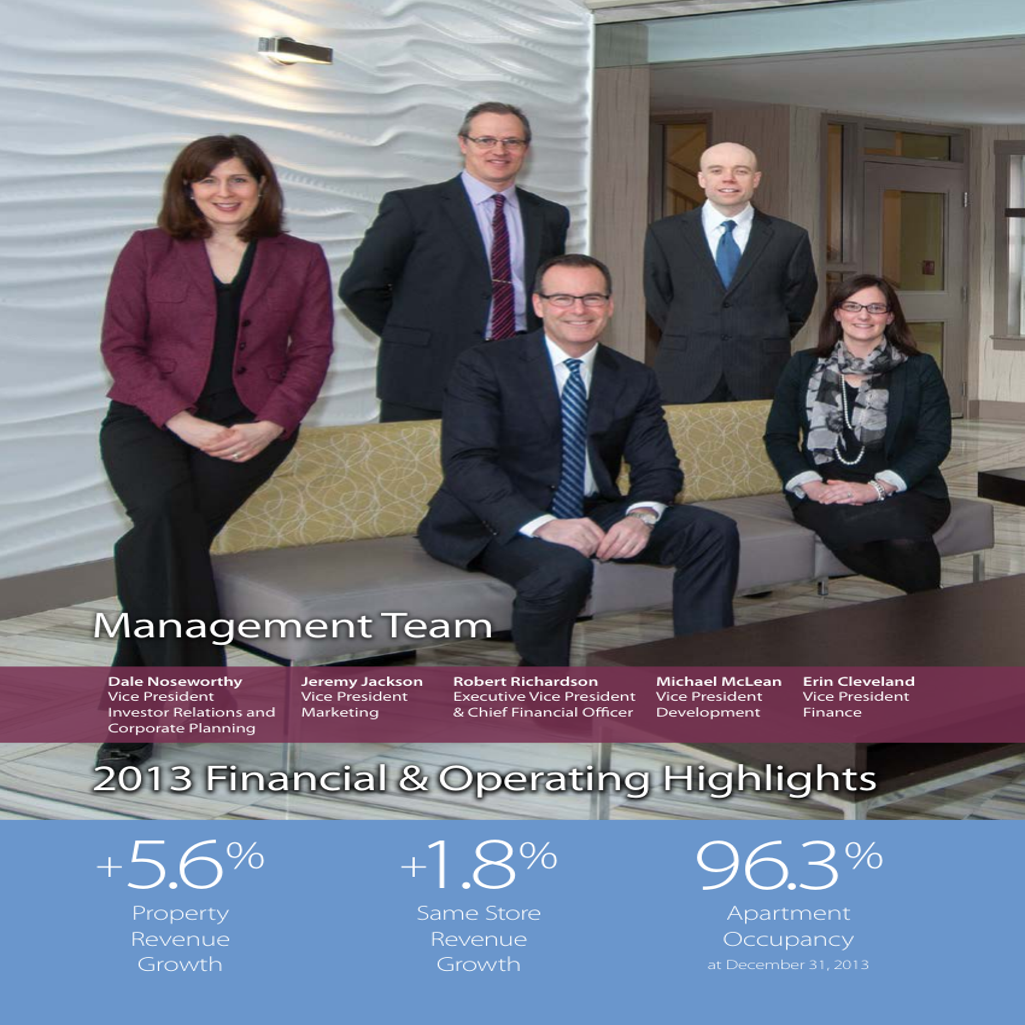 Management Team
Dale Noseworthy
Vice President
Investor Relations and
Corporate Planning
Jeremy Jackson
Vice President
Marketing
Robert Richardson
Executive Vice President
& Chief Financial Officer
Michael McLean
Vice President
Development
Erin Cleveland
Vice President
Finance
2013 Financial & Operating Highlights
+5.6%
Property
Revenue
Growth
+1.8%
Same Store
Revenue
Growth
96.3%
Apartment
Occupancy
at December 31, 2013